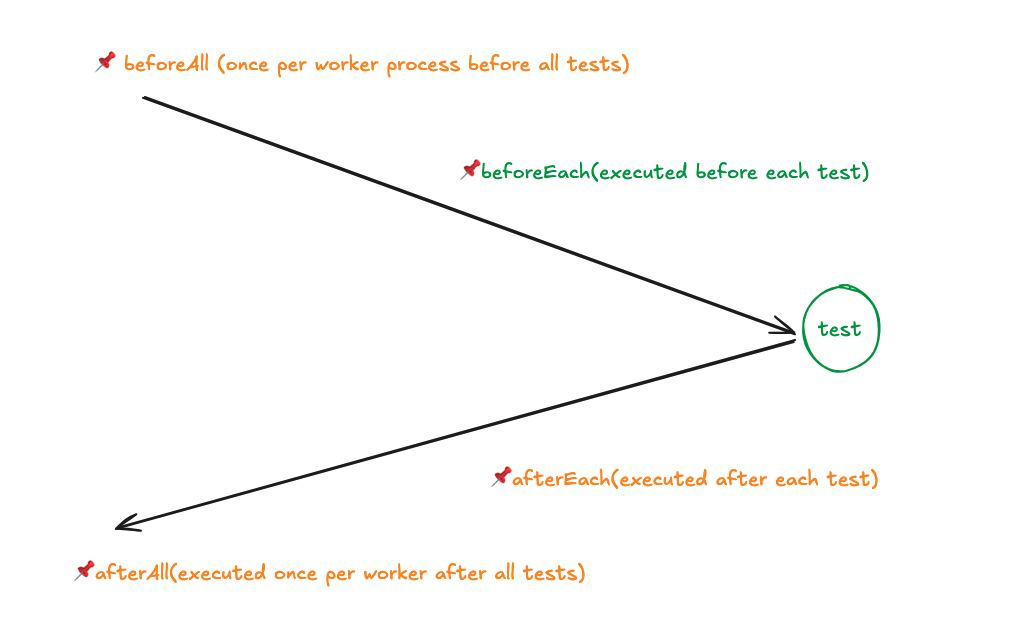 📌 beforeAll (once per worker process before all tests)
📌beforeEach(executed before each test)
test
📌afterEach(executed after each test)
📌afterAll(executed once per worker after all tests)